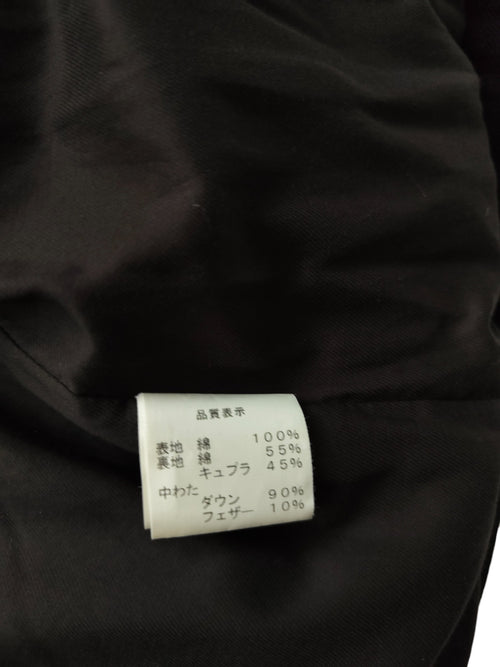 品質表示
表地 綿 100%
裏地 綿 55%
キュプラ 45%
中わた
ダウン 90%
フェザー 10%